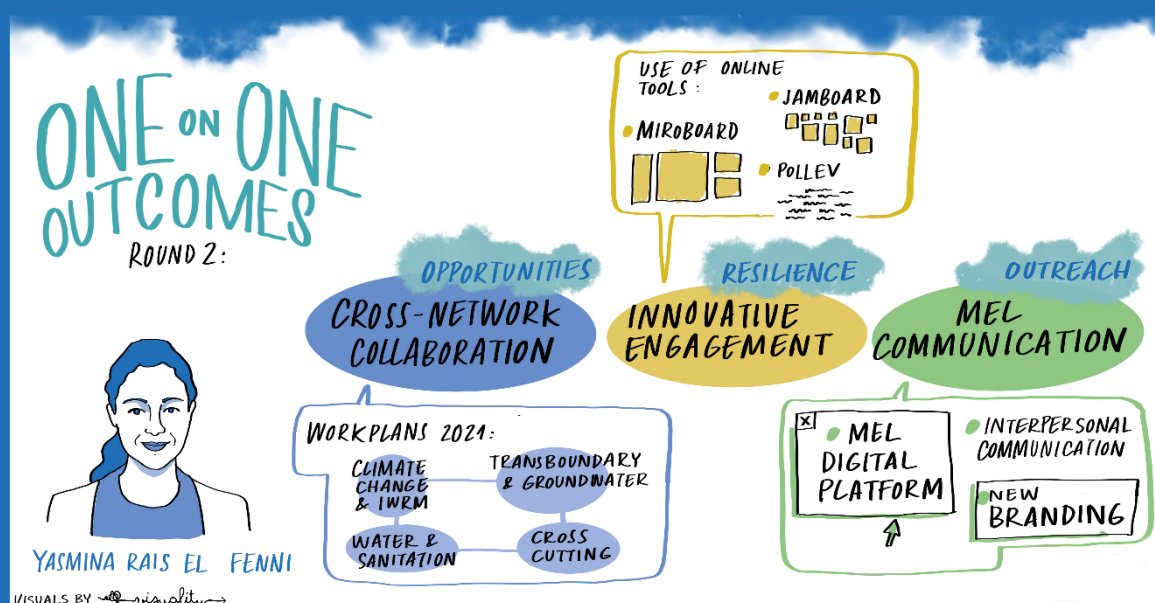 ONE ON ONE
OUTCOMES
ROUND 2:
USE OF ONLINE
TOOLS:
JAMBOARD
MIROBOARD
POLLEV
OPPORTUNITIES
CROSS-NETWORK
COLLABORATION
RESILIENCE
INNOVATIVE
ENGAGEMENT
OUTREACH
MEL
COMMUNICATION
WORKPLANS 2021:
CLIMATE
CHANGE
& IWRM
TRANSBOUNDARY
& GROUNDWATER
WATER &
SANITATION
CROSS
CUTTING
X
MEL
DIGITAL
PLATFORM
INTERPERSONAL
COMMUNICATION
NEW
BRANDING
YASMINA RAIS EL FENNI
VISUALS BY visuality